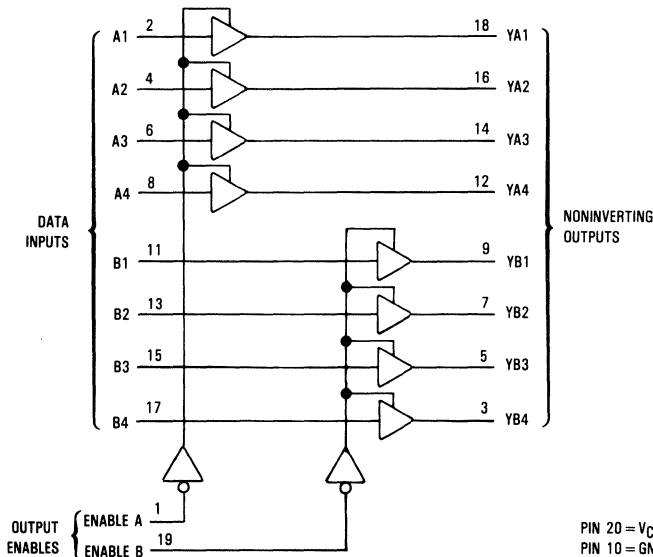 A1 2 18 YA1
A2 4 16 YA2
A3 6 14 YA3
A4 8 12 YA4
DATA INPUTS
NONINVERTING OUTPUTS
B1 11 9 YB1
B2 13 7 YB2
B3 15 5 YB3
B4 17 3 YB4
OUTPUT ENABLES
ENABLE A 1
ENABLE B 19
PIN 20 = VC
PIN 10 = GN